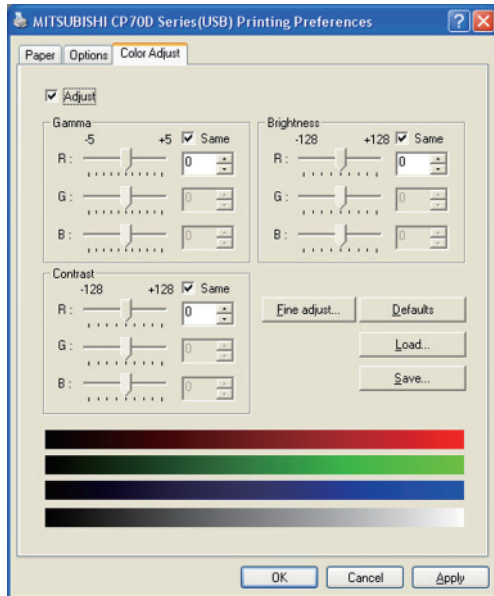 MITSUBISHI CP70D Series(USB) Printing Preferences
Paper Options Color Adjust
Adjust
Gamma
-5 +5 Same
R: 0
G: 0
B: 0
Brightness
-128 +128 Same
R: 0
G: 0
B: 0
Contrast
-128 +128 Same
R: 0
G: 0
B: 0
Fine adjust... Defaults
Load...
Save...
OK Cancel Apply